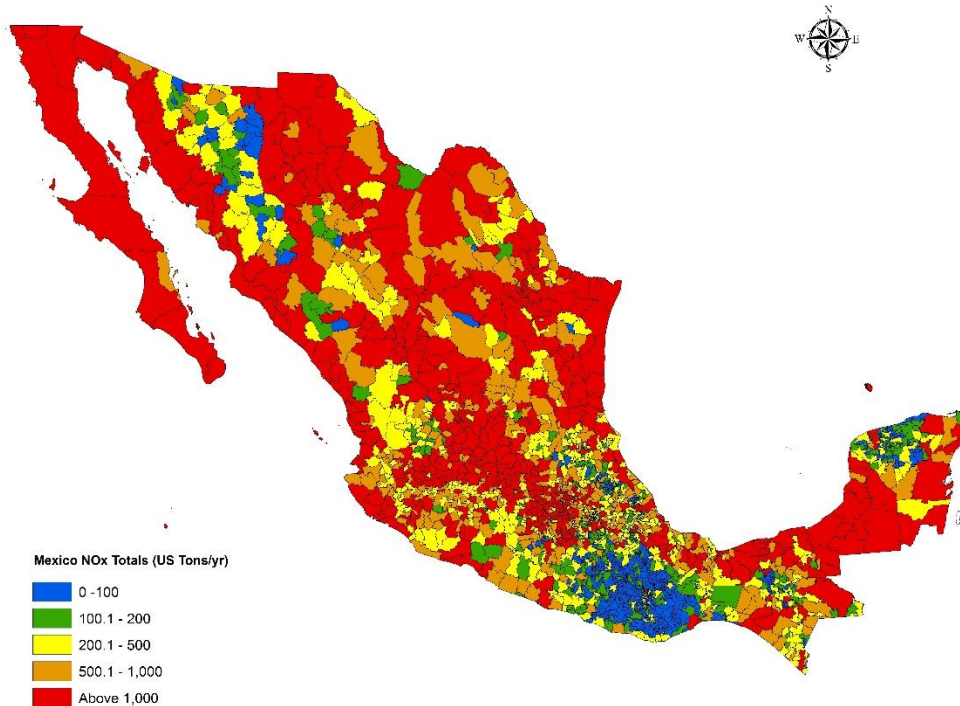 N
W E
S
Mexico NOx Totals (US Tons/yr)
0 -100
100.1 - 200
200.1 - 500
500.1 - 1,000
Above 1,000